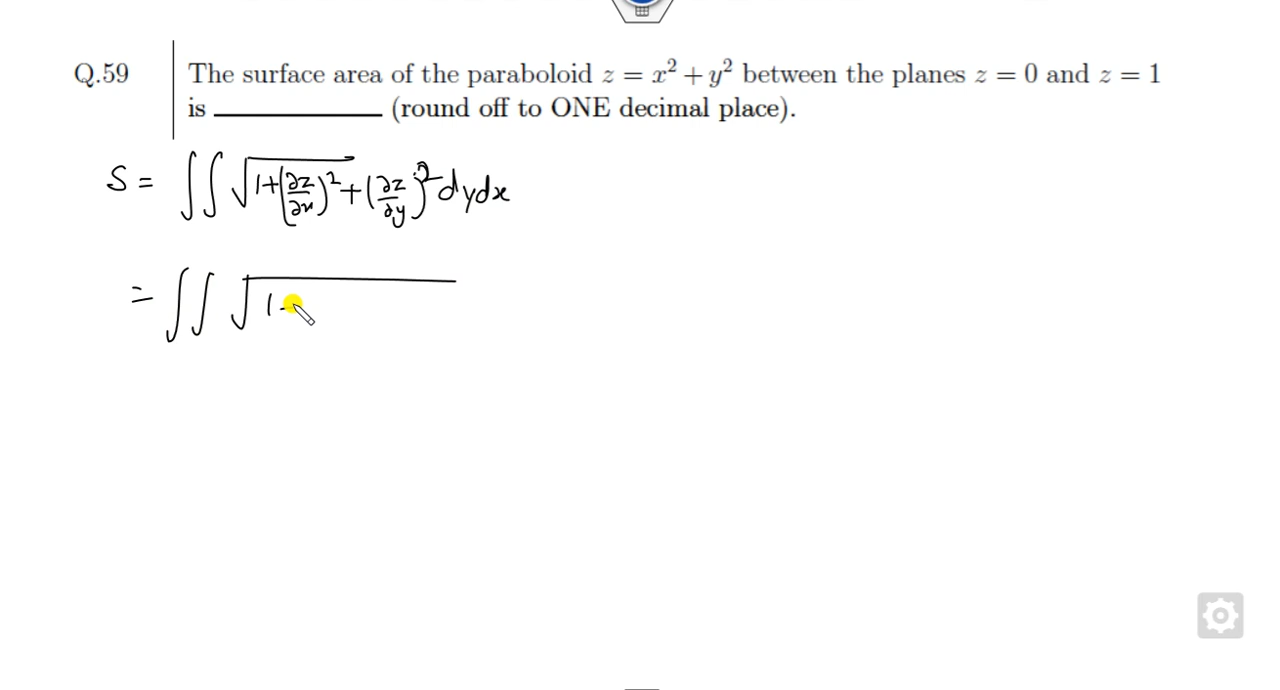 Q.59 The surface area of the paraboloid z = x² + y² between the planes z = 0 and z = 1
is __________ (round off to ONE decimal place).
S = ∬ √1+(∂z/∂x)² + (∂z/∂y)² dydx
= ∬ √1-